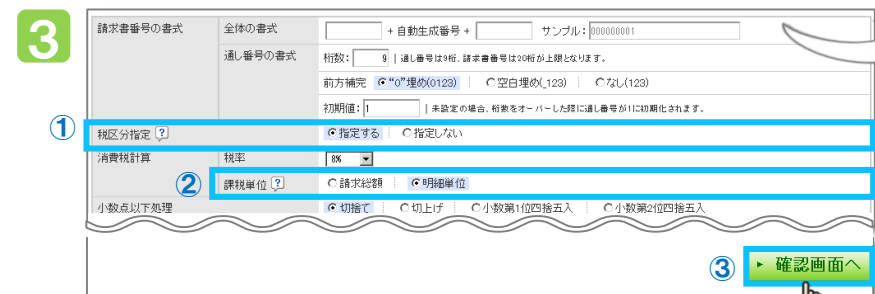 3
請求書番号の書式 全体の書式 + 自動生成番号 + サンプル: 000000001
通し番号の書式 桁数: 9 | 通し番号は9桁、請求書番号は20桁が上限となります。
前方補完 "0"埋め(0123) 空白埋め(_123) なし(123)
初期値: 1 | 未設定の場合、桁数をオーバーした際に通し番号が1に初期化されます。
① 税区分指定 ? 指定する 指定しない
消費税計算 税率 8%
② 課税単位 ? 請求総額 明細単位
小数点以下処理 切捨て 切上げ 小数第1位四捨五入 小数第2位四捨五入
③ 確認画面へ